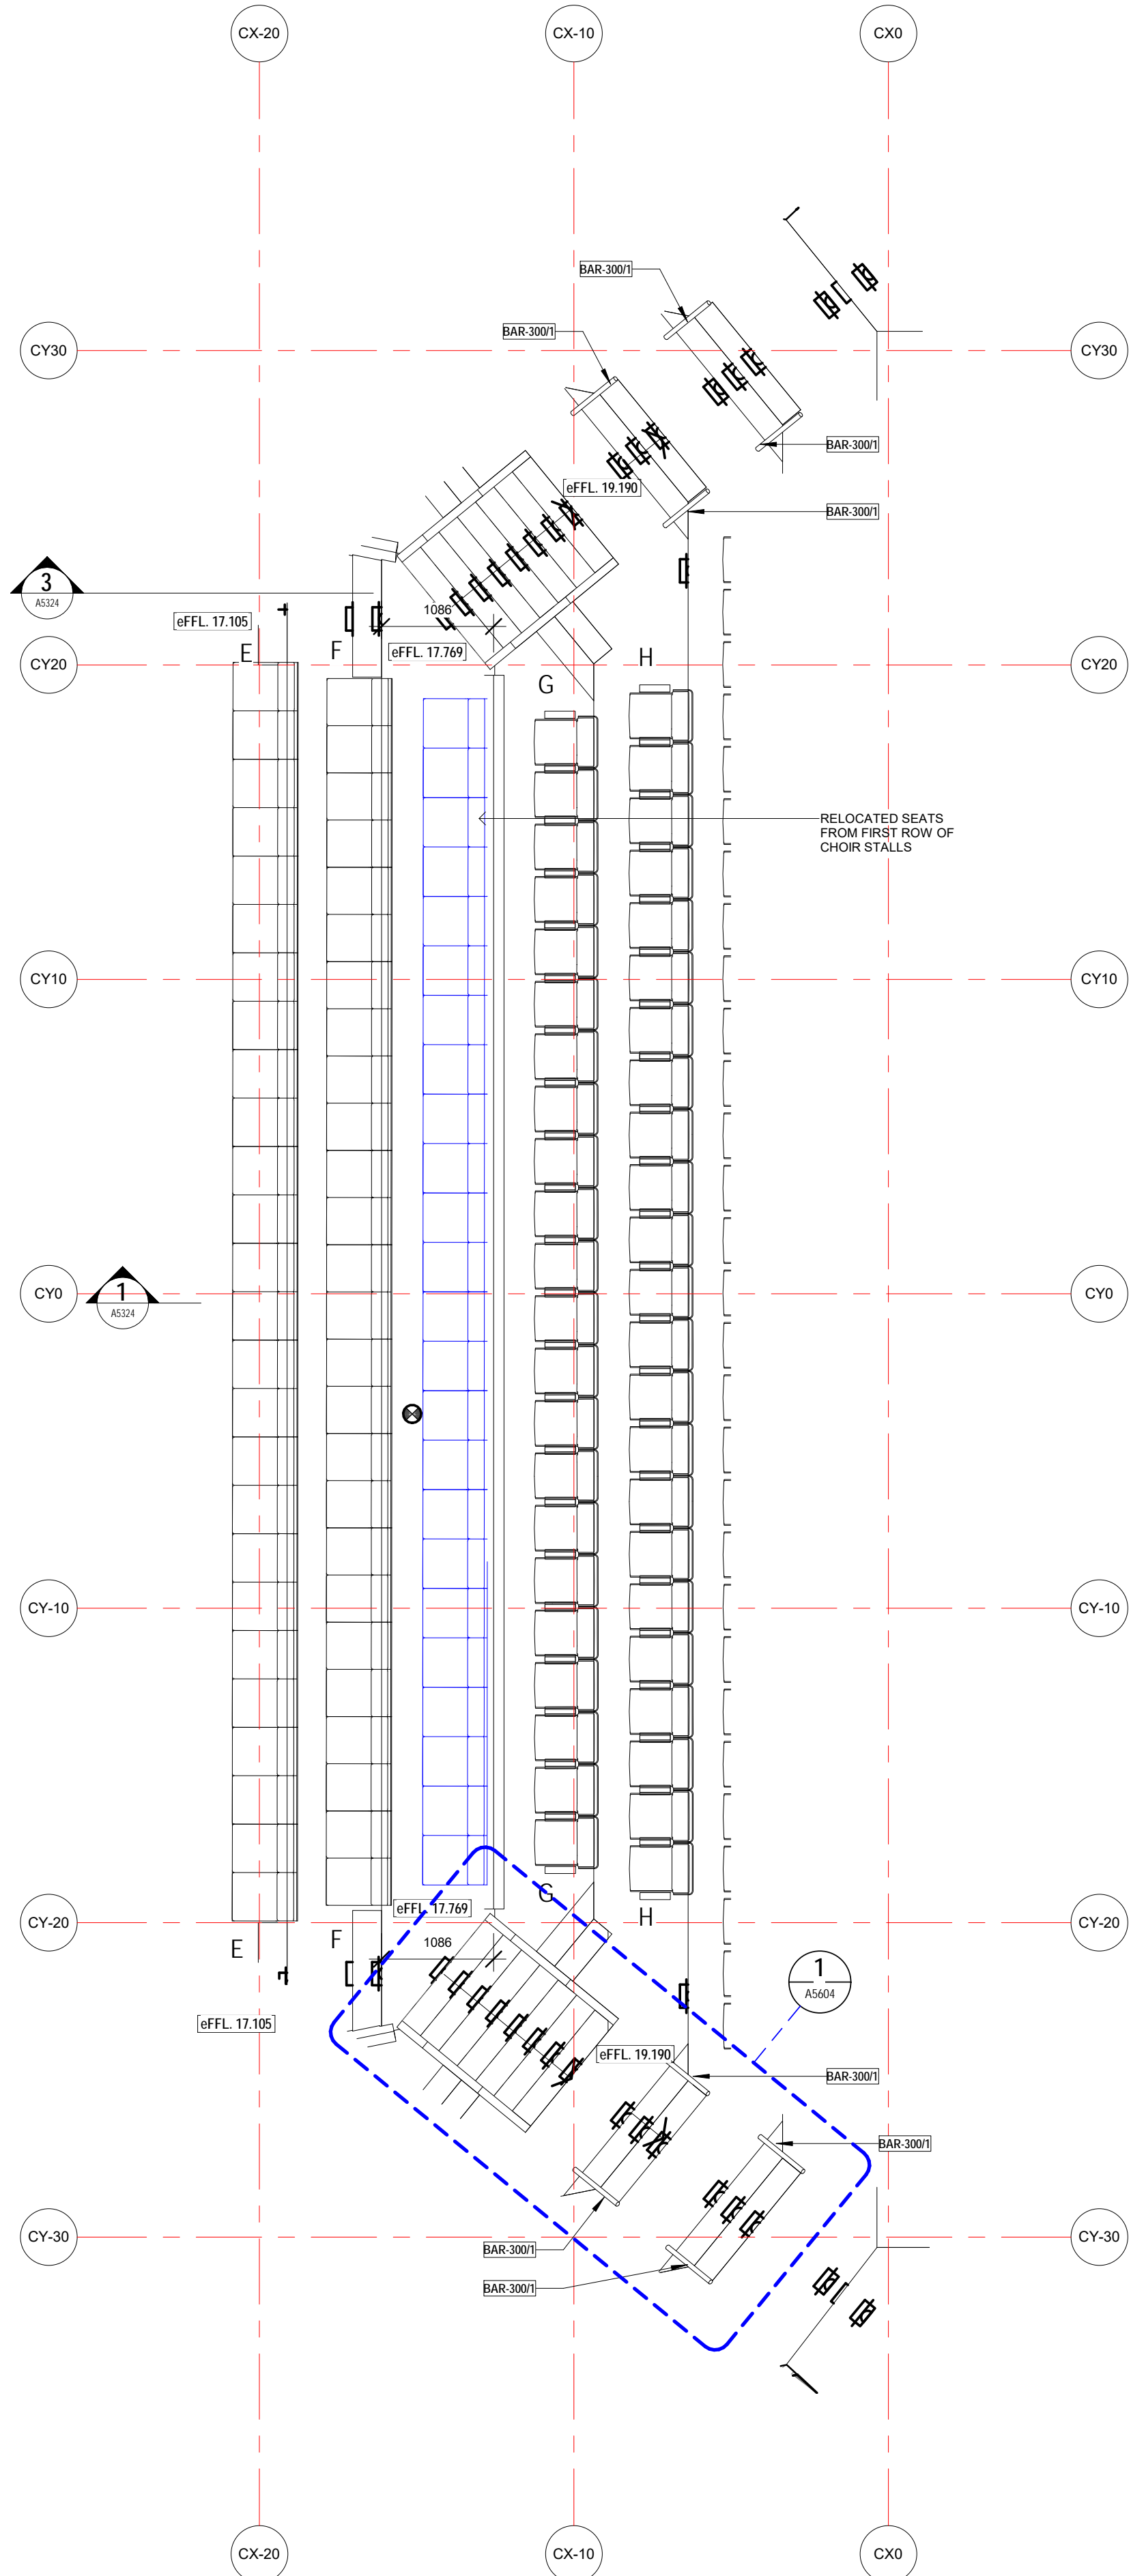 CX-20
CX-10
CX0
BAR-300/1
BAR-300/1
CY30
CY30
BAR-300/1
eFFL. 19.190
BAR-300/1
3
A5324
1086
eFFL. 17.105
E
F
eFFL. 17.769
H
CY20
CY20
G
RELOCATED SEATS
FROM FIRST ROW OF
CHOIR STALLS
CY10
CY10
CY0
1
A5324
CY0
CY-10
CY-10
G
eFFL. 17.769
H
CY-20
CY-20
F
E
1086
1
A5604
eFFL. 17.105
eFFL. 19.190
BAR-300/1
BAR-300/1
CY-30
CY-30
BAR-300/1
BAR-300/1
CX-20
CX-10
CX0